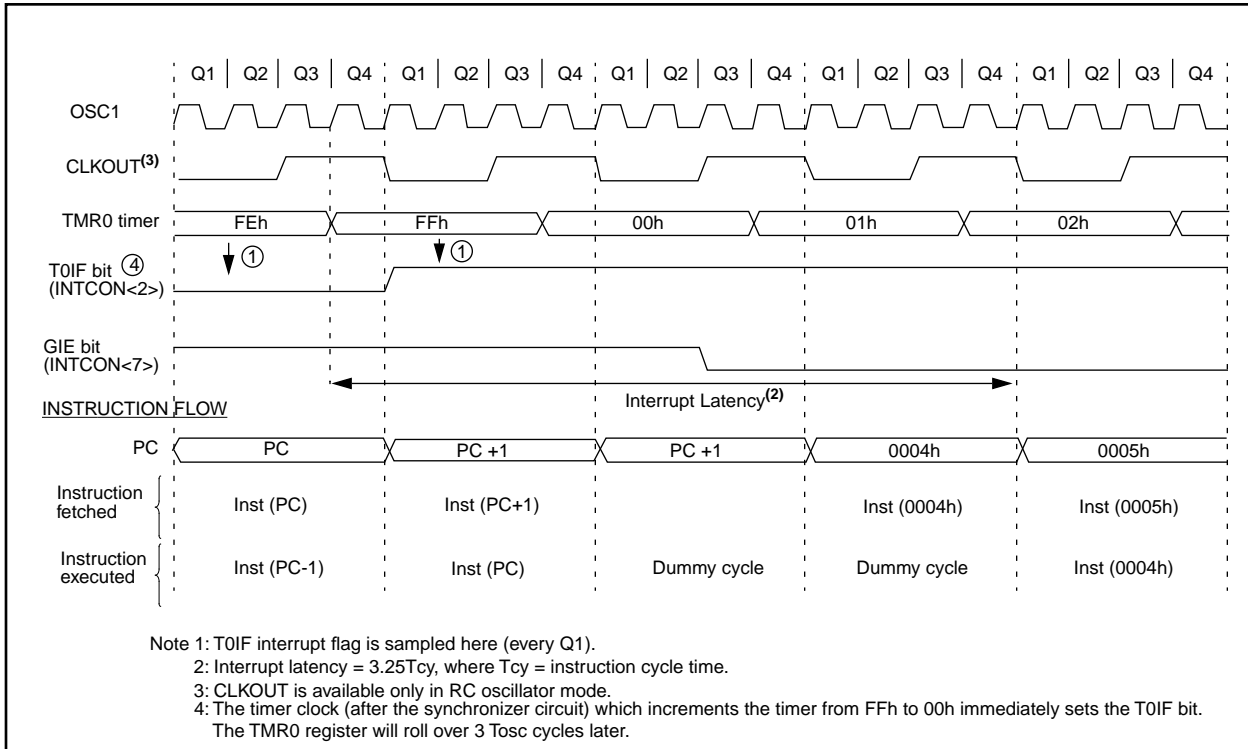 Q1 Q2 Q3 Q4 Q1 Q2 Q3 Q4 Q1 Q2 Q3 Q4 Q1 Q2 Q3 Q4 Q1 Q2 Q3 Q4
OSC1
CLKOUT(3)
TMR0 timer FEh FFh 00h 01h 02h
1 1
T0IF bit 4
(INTCON<2>)
GIE bit
(INTCON<7>)
Interrupt Latency(2)
INSTRUCTION FLOW
PC PC PC +1 PC +1 0004h 0005h
Instruction
fetched
Inst (PC) Inst (PC+1) Inst (0004h) Inst (0005h)
Instruction
executed
Inst (PC-1) Inst (PC) Dummy cycle Dummy cycle Inst (0004h)
Note 1: T0IF interrupt flag is sampled here (every Q1).
2: Interrupt latency = 3.25Tcy, where Tcy = instruction cycle time.
3: CLKOUT is available only in RC oscillator mode.
4: The timer clock (after the synchronizer circuit) which increments the timer from FFh to 00h immediately sets the T0IF bit.
The TMR0 register will roll over 3 Tosc cycles later.